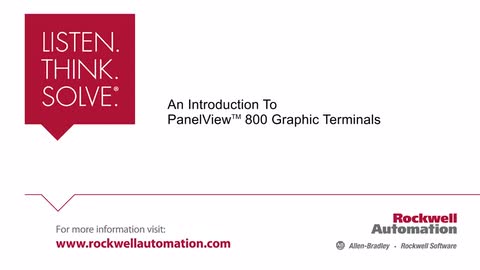 LISTEN.
THINK.
SOLVE.®
An Introduction To
PanelView™ 800 Graphic Terminals
For more information visit:
www.rockwellautomation.com
Rockwell
Automation
AB Allen-Bradley • Rockwell Software